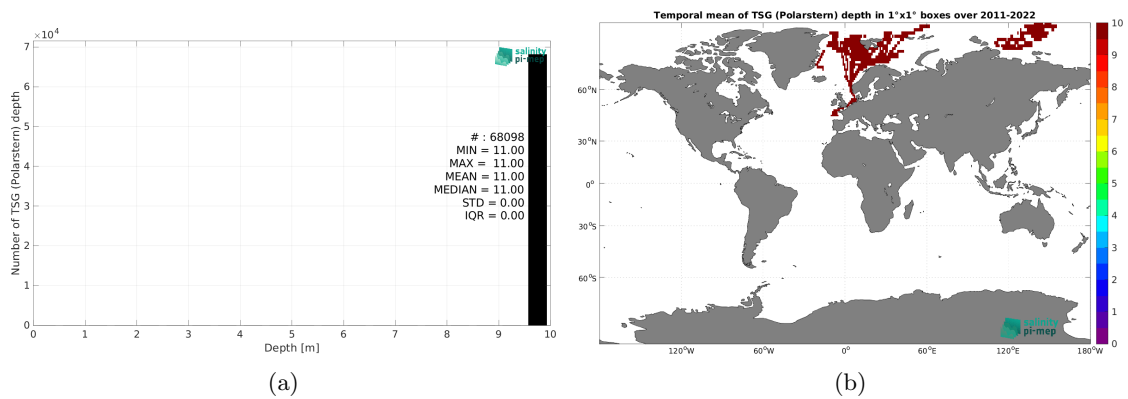 ×10⁴
7
6
5
4
3
2
1
0
Number of TSG (Polarstern) depth
salinity
pi-mep
# : 68098
MIN = 11.00
MAX = 11.00
MEAN = 11.00
MEDIAN = 11.00
STD = 0.00
IQR = 0.00
0 1 2 3 4 5 6 7 8 9 10
Depth [m]
(a)
Temporal mean of TSG (Polarstern) depth in 1°x1° boxes over 2011-2022
60°N
30°N
0°
30°S
60°S
120°W 60°W 0° 60°E 120°E 180°W
salinity
pi-mep
10
9
8
7
6
5
4
3
2
1
0
(b)